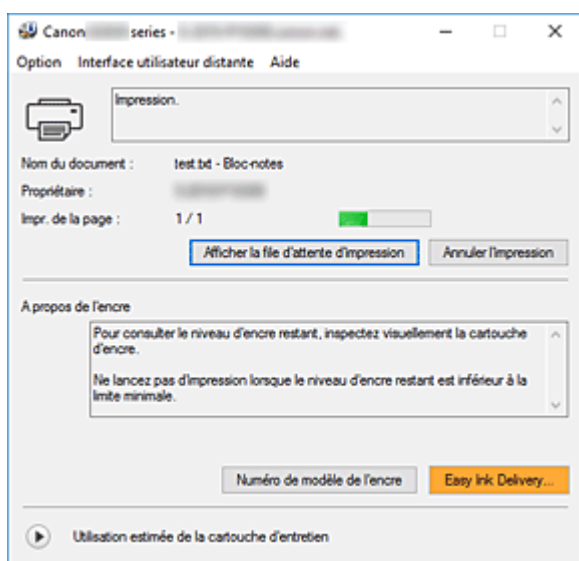 Canon series -
Option Interface utilisateur distante Aide
Impression.
Nom du document : test.txt - Bloc-notes
Propriétaire :
Impr. de la page : 1 / 1
Afficher la file d'attente d'impression Annuler l'impression
A propos de l'encre
Pour consulter le niveau d'encre restant, inspectez visuellement la cartouche
d'encre.
Ne lancez pas d'impression lorsque le niveau d'encre restant est inférieur à la
limite minimale.
Numéro de modèle de l'encre Easy Ink Delivery...
Utilisation estimée de la cartouche d'entretien